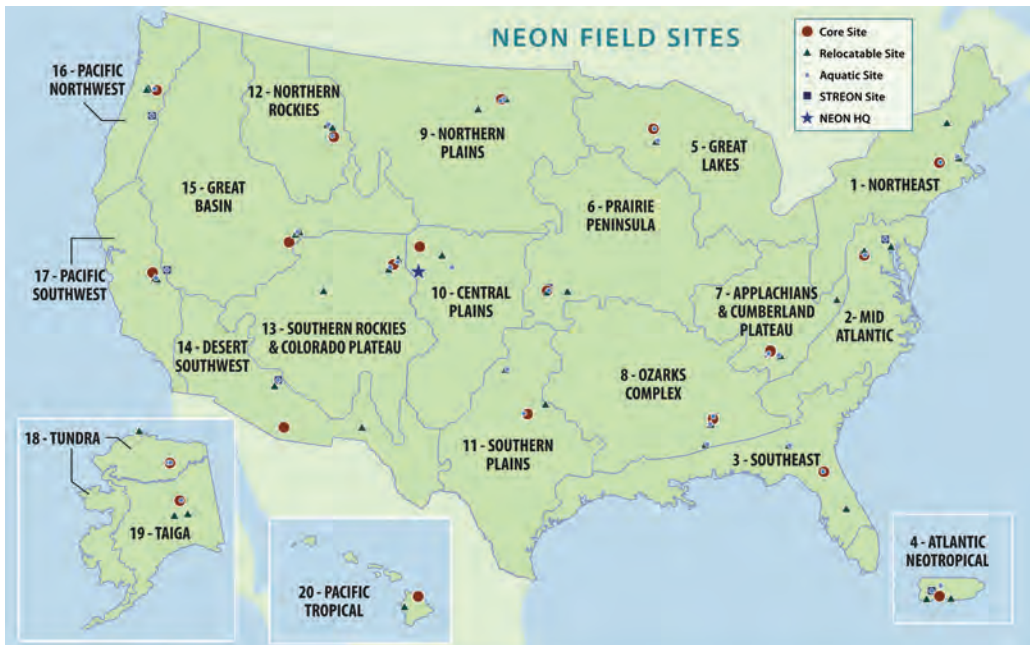 NEON FIELD SITES
Core Site
Relocatable Site
Aquatic Site
STREON Site
NEON HQ
16 - PACIFIC
NORTHWEST
12 - NORTHERN
ROCKIES
9 - NORTHERN
PLAINS
5 - GREAT
LAKES
1 - NORTHEAST
15 - GREAT
BASIN
6 - PRAIRIE
PENINSULA
17 - PACIFIC
SOUTHWEST
10 - CENTRAL
PLAINS
7 - APPLACHIANS
& CUMBERLAND
PLATEAU
2- MID
ATLANTIC
13 - SOUTHERN ROCKIES
& COLORADO PLATEAU
14 - DESERT
SOUTHWEST
8 - OZARKS
COMPLEX
11 - SOUTHERN
PLAINS
3 - SOUTHEAST
18 - TUNDRA
19 - TAIGA
20 - PACIFIC
TROPICAL
4 - ATLANTIC
NEOTROPICAL